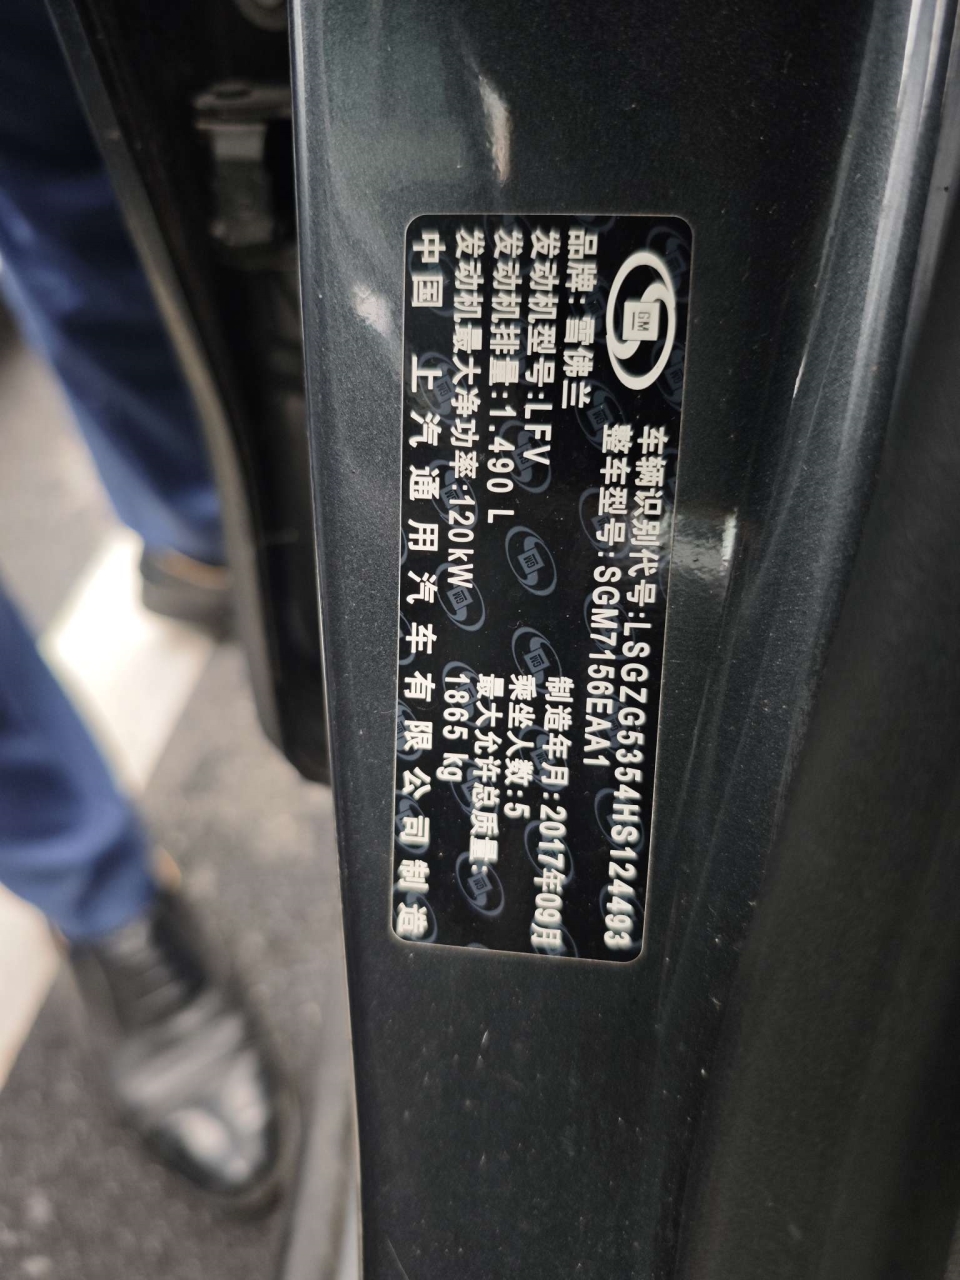 GM
车辆识别代号:LSGZG5354HS124493
整车型号:SGM7156EAA1
品牌: 雪佛兰
发动机型号:LFV
制造年月:2017年09月
发动机排量:1.490 L
乘坐人数:5
发动机最大净功率:120kW
最大允许总质量:
1865 kg
中国 上汽通用汽车有限公司制造